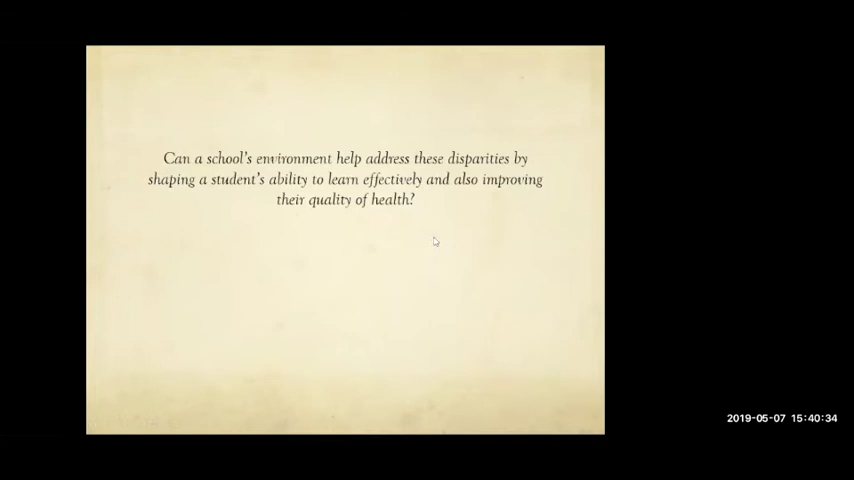 Can a school's environment help address these disparities by
shaping a student's ability to learn effectively and also improving
their quality of health?
2019-05-07 15:40:34